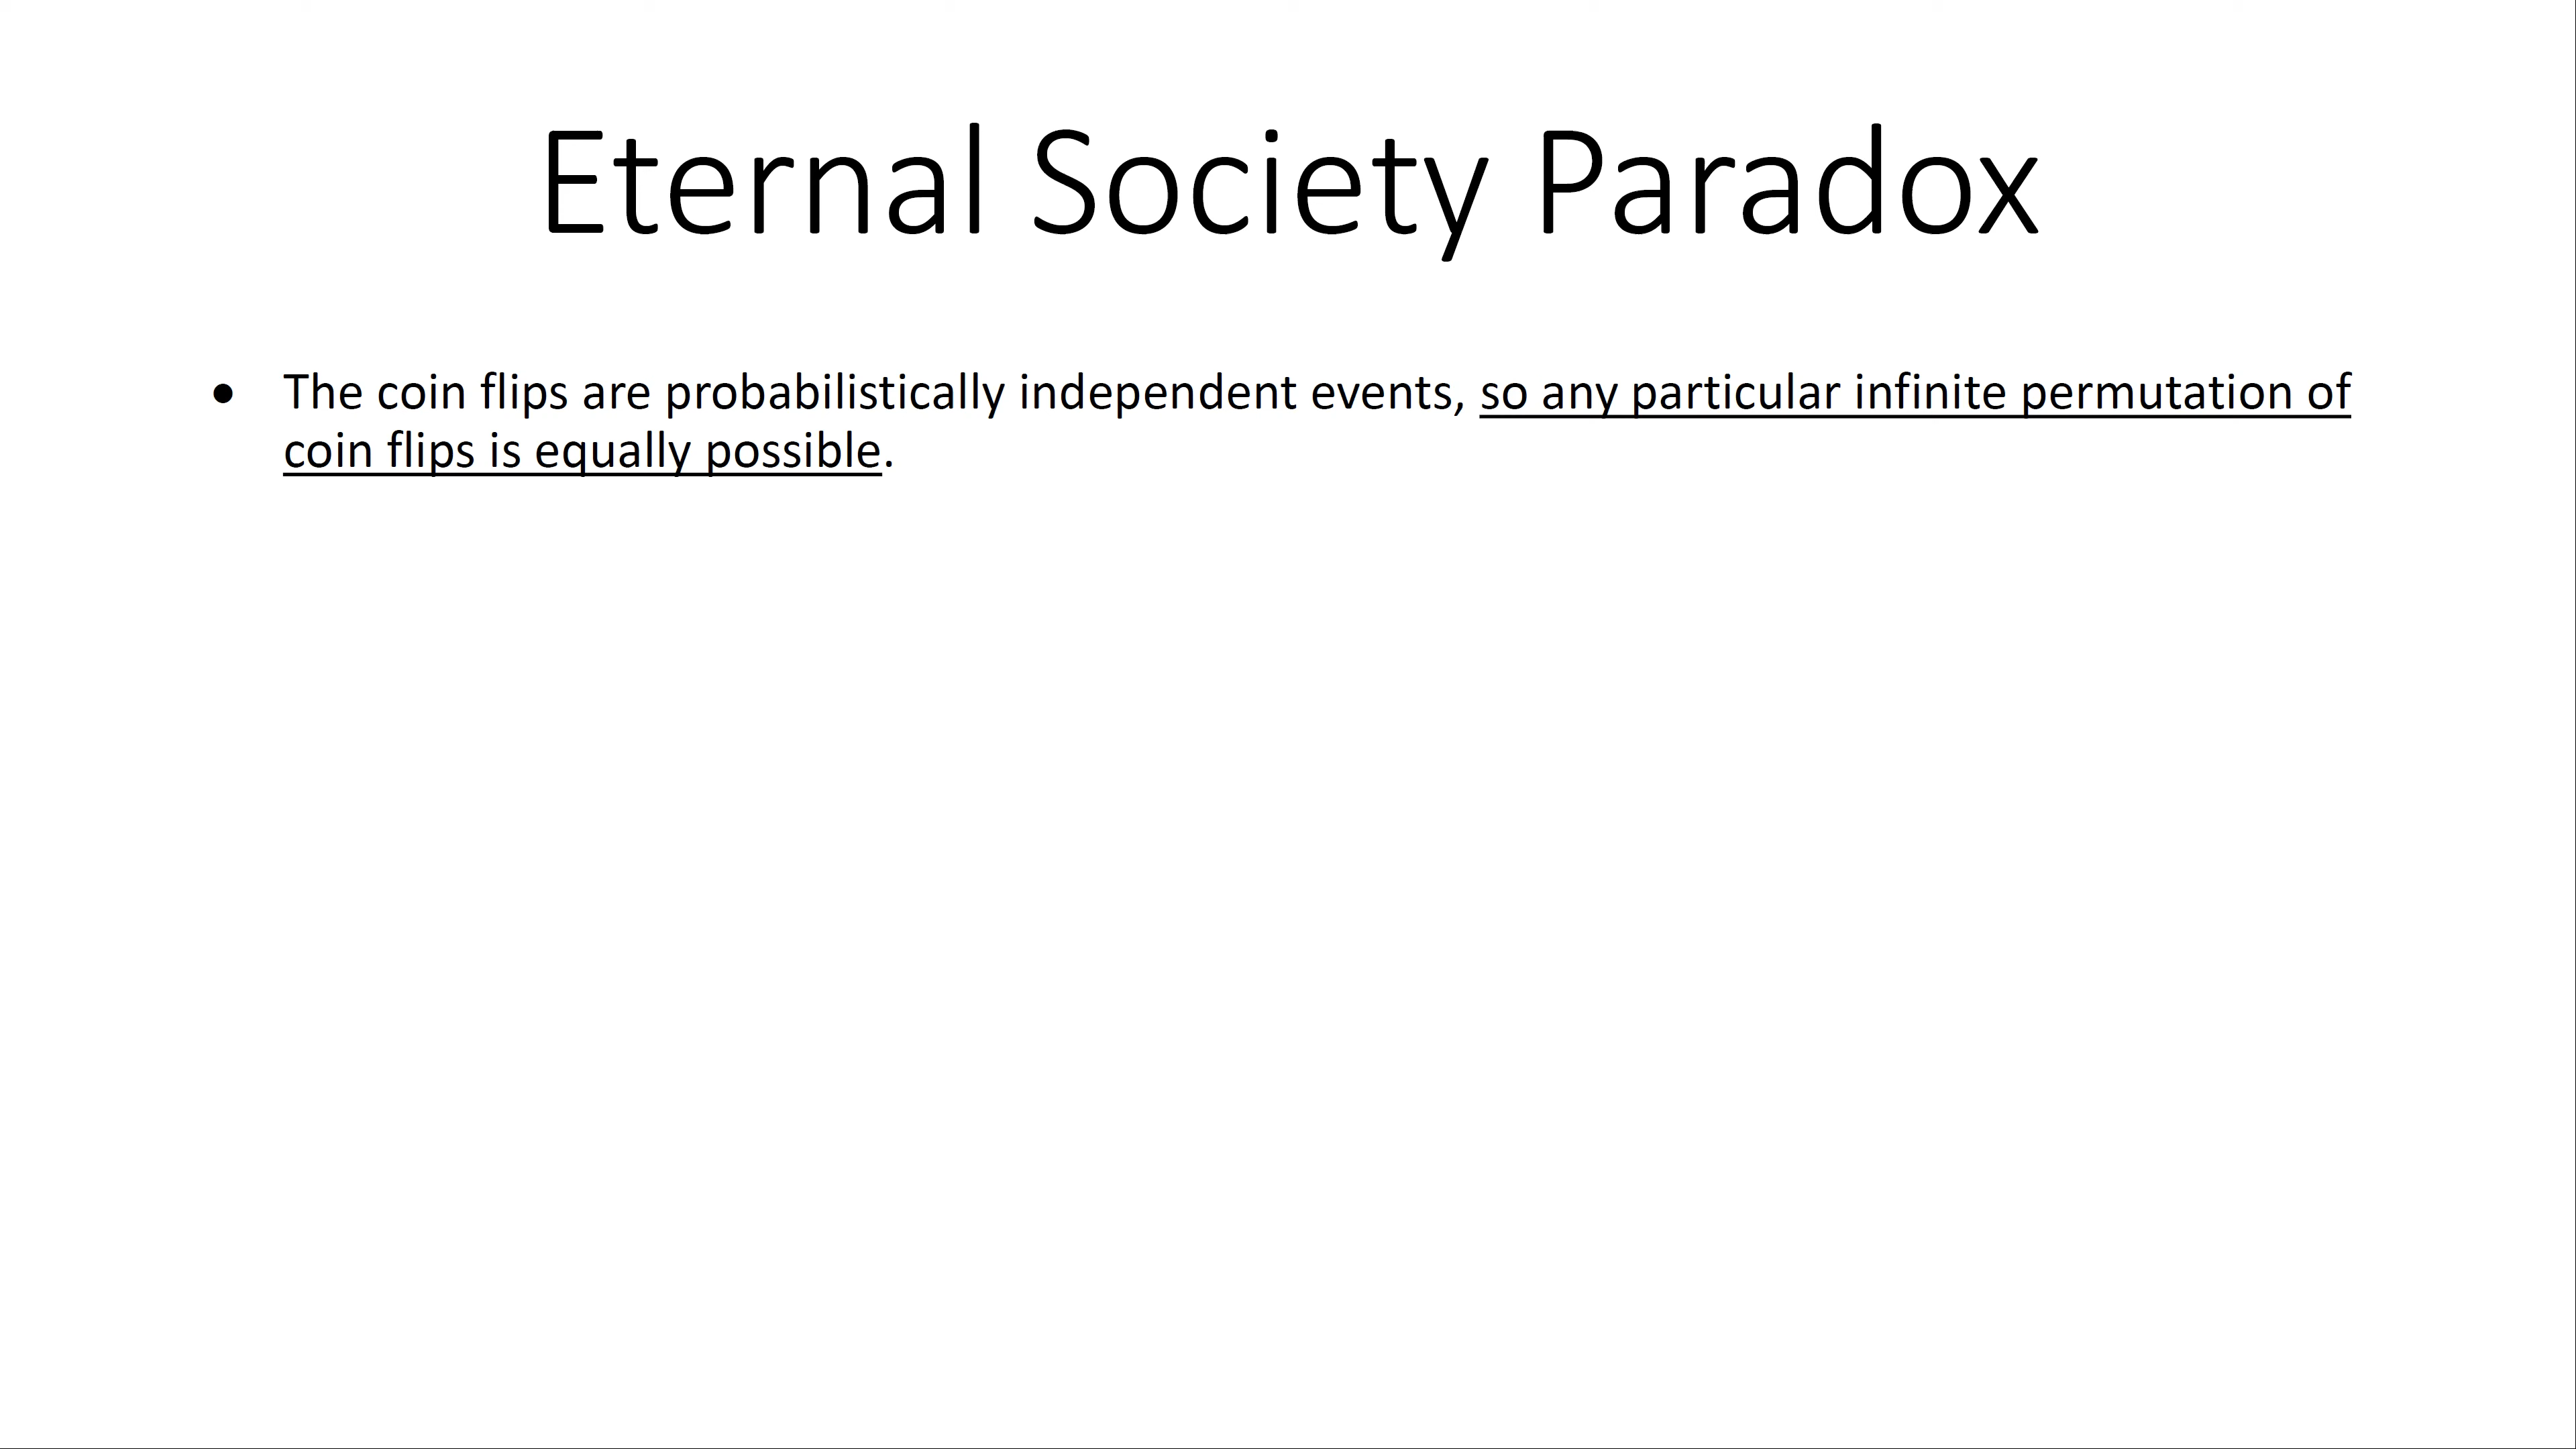 Eternal Society Paradox
• The coin flips are probabilistically independent events, so any particular infinite permutation of
coin flips is equally possible.